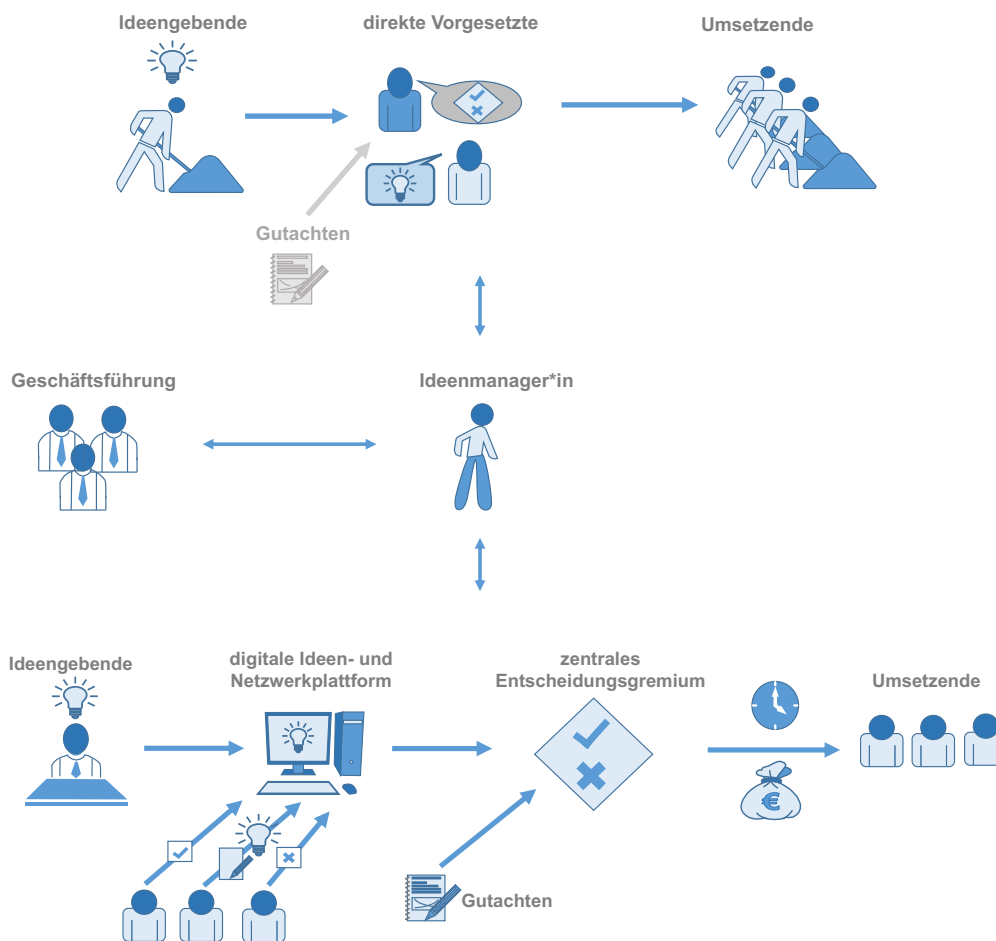 Ideengebende
direkte Vorgesetzte
Umsetzende
Gutachten
Geschäftsführung
Ideenmanager*in
Ideengebende
digitale Ideen- und
Netzwerkplattform
zentrales
Entscheidungsgremium
Umsetzende
€
Gutachten